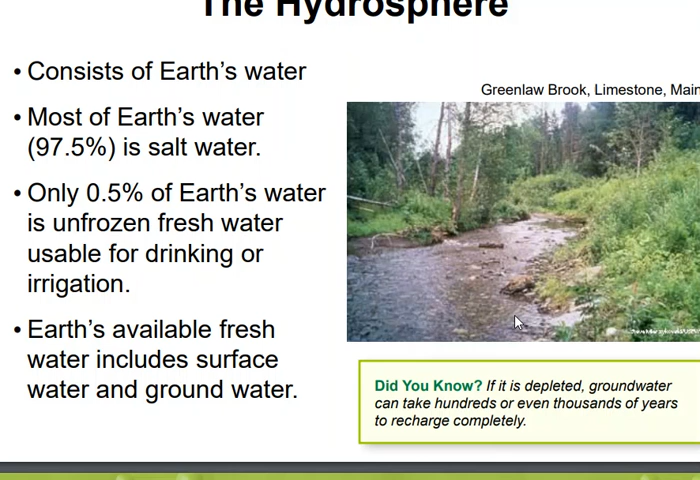 The Hydrosphere
• Consists of Earth's water
• Most of Earth's water
(97.5%) is salt water.
• Only 0.5% of Earth's water
is unfrozen fresh water
usable for drinking or
irrigation.
• Earth's available fresh
water includes surface
water and ground water.
Greenlaw Brook, Limestone, Main
Did You Know? If it is depleted, groundwater
can take hundreds or even thousands of years
to recharge completely.